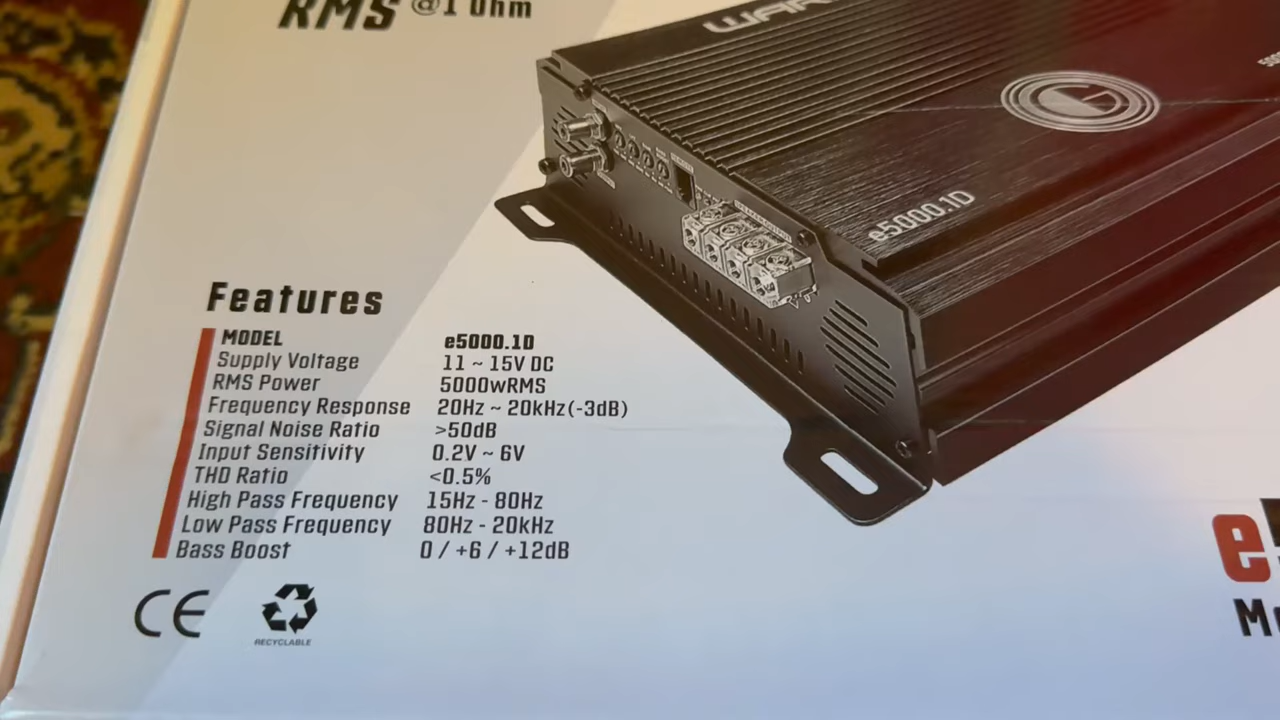 RMS @1 Ohm
e5000.1D
Features
MODEL e5000.1D
Supply Voltage 11 ~ 15V DC
RMS Power 5000wRMS
Frequency Response 20Hz ~ 20kHz(-3dB)
Signal Noise Ratio >50dB
Input Sensitivity 0.2V ~ 6V
THD Ratio <0.5%
High Pass Frequency 15Hz - 80Hz
Low Pass Frequency 80Hz - 20kHz
Bass Boost 0 / +6 / +12dB
CE
RECYCLABLE